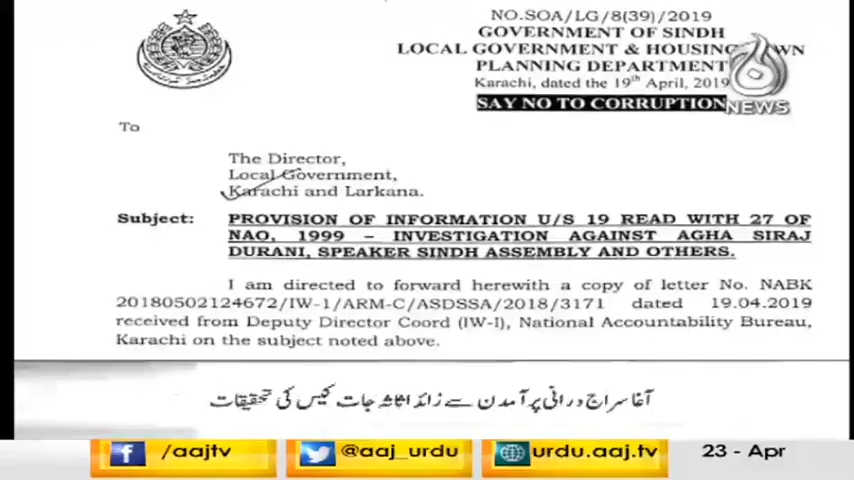 NO.SOA/LG/8(39)/2019
GOVERNMENT OF SINDH
LOCAL GOVERNMENT & HOUSING TOWN
PLANNING DEPARTMENT
Karachi, dated the 19th April, 2019
SAY NO TO CORRUPTION
NEWS
To
The Director,
Local Government,
Karachi and Larkana.
Subject: PROVISION OF INFORMATION U/S 19 READ WITH 27 OF
NAO, 1999 – INVESTIGATION AGAINST AGHA SIRAJ
DURANI, SPEAKER SINDH ASSEMBLY AND OTHERS.
I am directed to forward herewith a copy of letter No. NABK
20180502124672/IW-1/ARM-C/ASDSSA/2018/3171 dated 19.04.2019
received from Deputy Director Coord (IW-I), National Accountability Bureau,
Karachi on the subject noted above.
آغا سراج درانی پر آمدن سے زائد اثاثہ جات کیس کی تحقیقات
/aajtv
@aaj_urdu
urdu.aaj.tv
23 - Apr